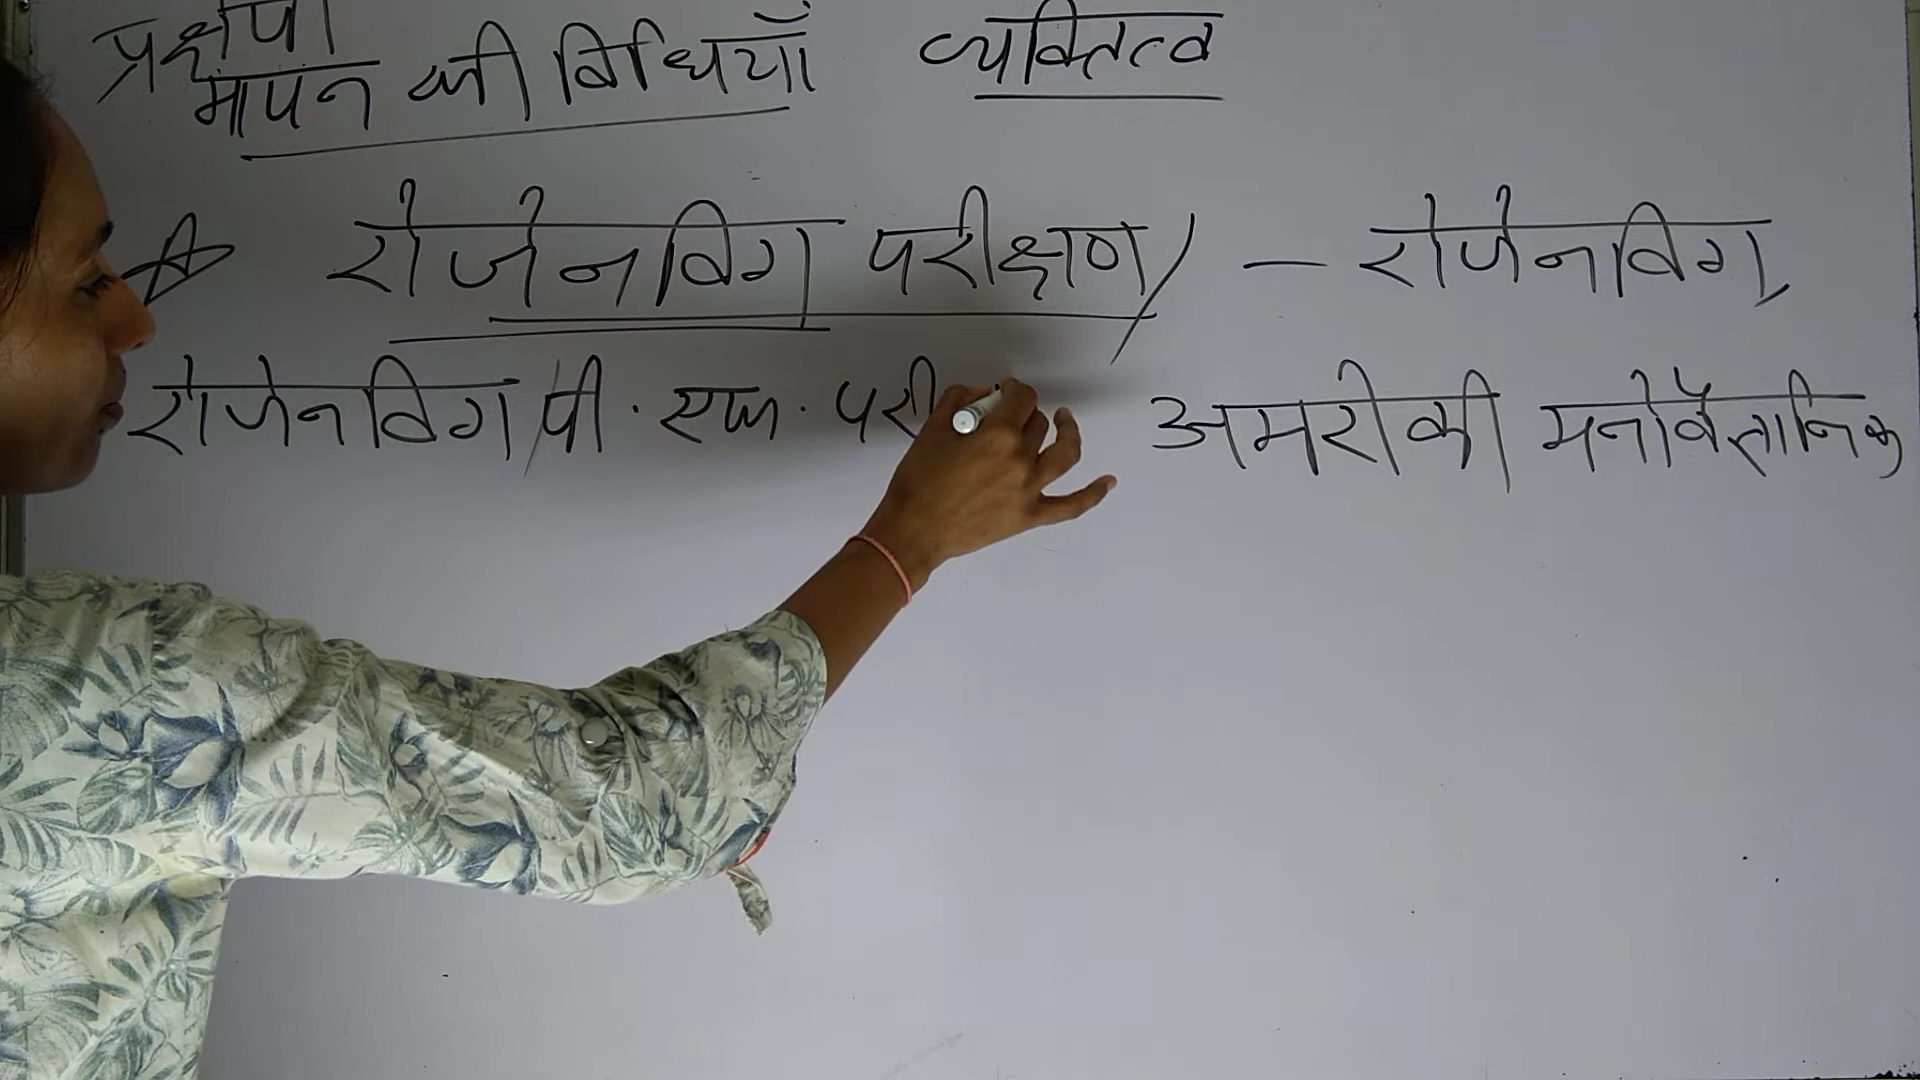 प्रक्षेपी
मापन की विधियाँ व्यक्तित्व
रोजेनविग परीक्षण / - रोजेनविग,
रोजेनविग / पी. एफ. परी अमरीकी मनोवैज्ञानिक